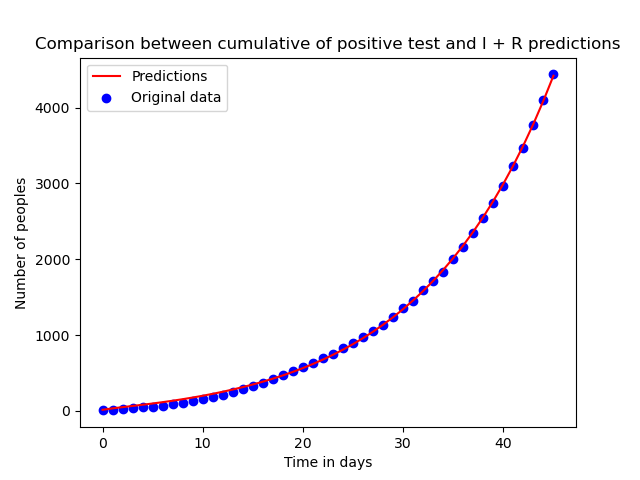 Comparison between cumulative of positive test and I + R predictions
Predictions
Original data
Number of peoples
4000
3000
2000
1000
0
0 10 20 30 40
Time in days